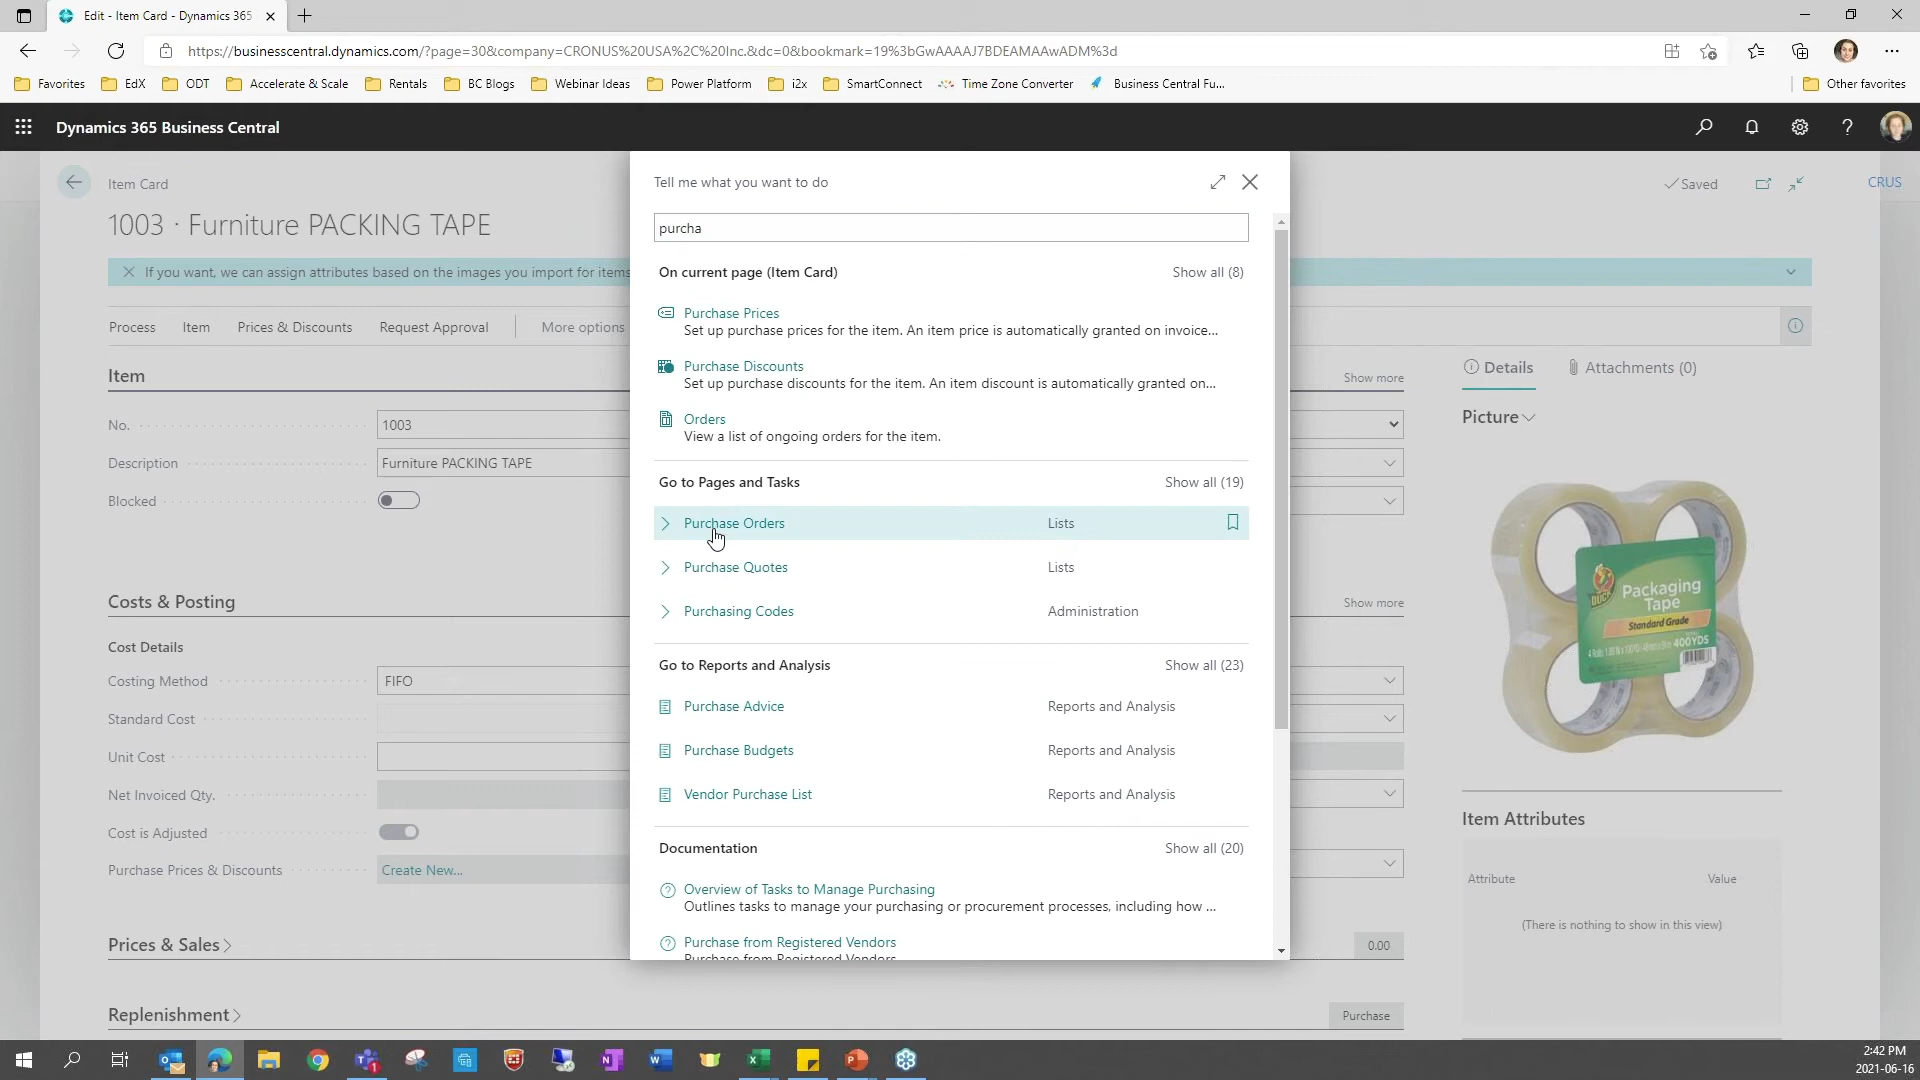 Edit - Item Card - Dynamics 365
https://businesscentral.dynamics.com/?page=30&company=CRONUS%20USA%2C%20Inc.&dc=0&bookmark=19%3bGwAAAAJ7BDEAMAAwADM%3d
Favorites EdX ODT Accelerate & Scale Rentals BC Blogs Webinar Ideas Power Platform i2x SmartConnect Time Zone Converter Business Central Fu... Other favorites
Dynamics 365 Business Central
Item Card
Saved
CRUS
1003 · Furniture PACKING TAPE
If you want, we can assign attributes based on the images you import for items
Process Item Prices & Discounts Request Approval More options
Item
Show more
No.
1003
Description
Furniture PACKING TAPE
Blocked
Costs & Posting
Show more
Cost Details
Costing Method
FIFO
Standard Cost
Unit Cost
Net Invoiced Qty.
Cost is Adjusted
Purchase Prices & Discounts
Create New...
Prices & Sales
0.00
Replenishment
Purchase
Tell me what you want to do
purcha
On current page (Item Card)
Show all (8)
Purchase Prices
Set up purchase prices for the item. An item price is automatically granted on invoice...
Purchase Discounts
Set up purchase discounts for the item. An item discount is automatically granted on...
Orders
View a list of ongoing orders for the item.
Go to Pages and Tasks
Show all (19)
Purchase Orders
Lists
Purchase Quotes
Lists
Purchasing Codes
Administration
Go to Reports and Analysis
Show all (23)
Purchase Advice
Reports and Analysis
Purchase Budgets
Reports and Analysis
Vendor Purchase List
Reports and Analysis
Documentation
Show all (20)
Overview of Tasks to Manage Purchasing
Outlines tasks to manage your purchasing or procurement processes, including how ...
Purchase from Registered Vendors
Purchase from Registered Vendors
Details
Attachments (0)
Picture
DUCK
Packaging
Tape
Standard Grade
400YDS
Item Attributes
Attribute
Value
(There is nothing to show in this view)
2:42 PM
2021-06-16